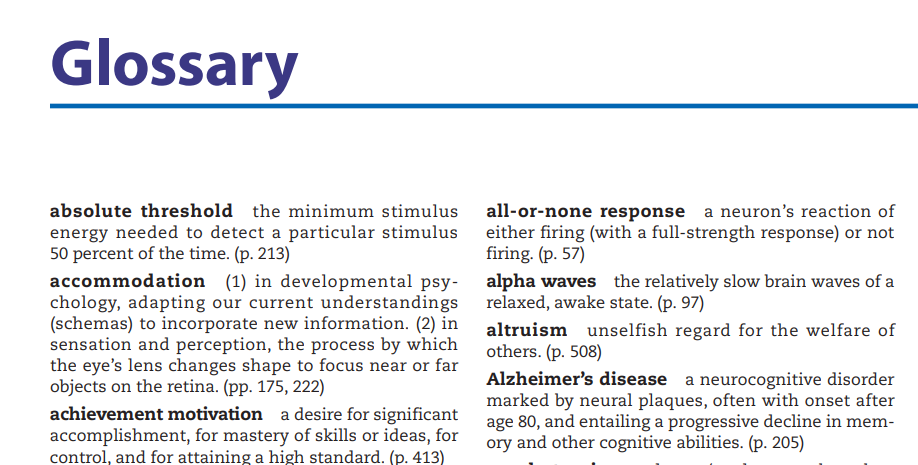 Glossary
absolute threshold the minimum stimulus
energy needed to detect a particular stimulus
50 percent of the time. (p. 213)
accommodation (1) in developmental psy-
chology, adapting our current understandings
(schemas) to incorporate new information. (2) in
sensation and perception, the process by which
the eye's lens changes shape to focus near or far
objects on the retina. (pp. 175, 222)
achievement motivation a desire for significant
accomplishment, for mastery of skills or ideas, for
control, and for attaining a high standard. (p. 413)
all-or-none response a neuron's reaction of
either firing (with a full-strength response) or not
firing. (p. 57)
alpha waves the relatively slow brain waves of a
relaxed, awake state. (p. 97)
altruism unselfish regard for the welfare of
others. (p. 508)
Alzheimer's disease a neurocognitive disorder
marked by neural plaques, often with onset after
age 80, and entailing a progressive decline in mem-
ory and other cognitive abilities. (p. 205)